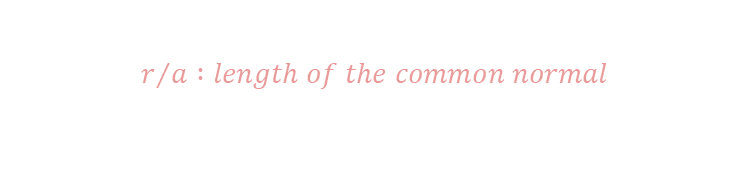 r/a : length of the common normal